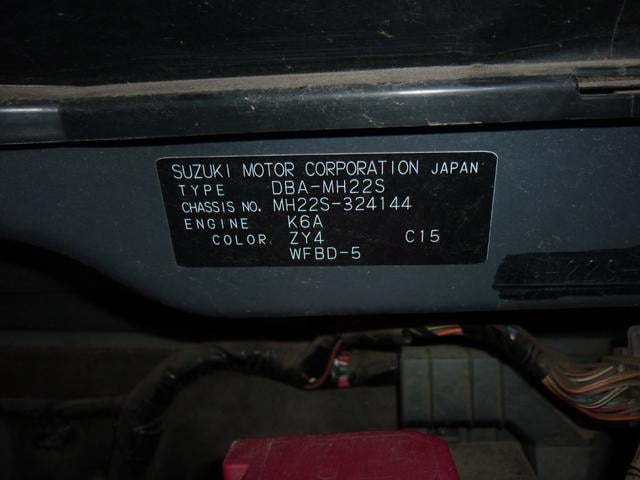 SUZUKI MOTOR CORPORATION JAPAN
TYPE DBA-MH22S
CHASSIS NO. MH22S-324144
ENGINE K6A
COLOR ZY4 C15
WFBD-5